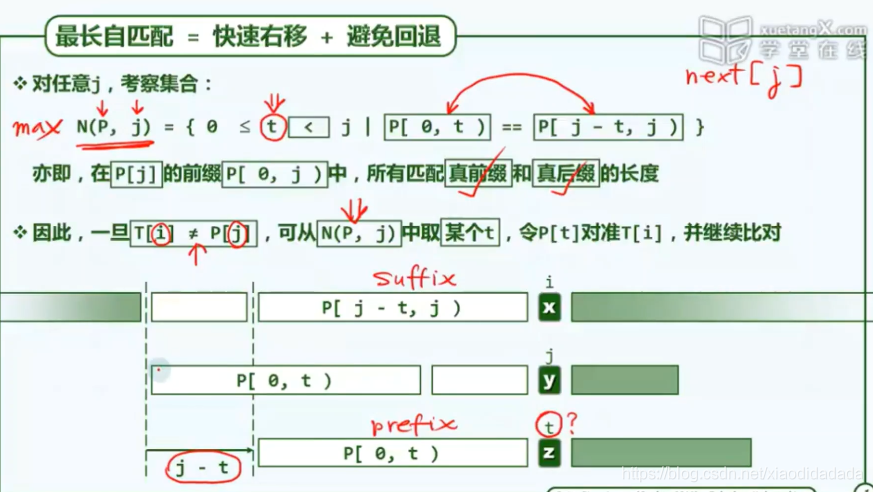 最长自匹配 = 快速右移 + 避免回退
xuetangX.com
学堂在线
next[j]
❖ 对任意j，考察集合：
max N(P, j) = { 0 ≤ t < j | P[ 0, t ) == P[ j - t, j ) }
亦即，在P[j]的前缀P[ 0, j )中，所有匹配真前缀和真后缀的长度
❖ 因此，一旦T[i] ≠ P[j]，可从N(P, j)中取某个t，令P[t]对准T[i]，并继续比对
suffix
i
P[ j - t, j )
x
j
P[ 0, t )
y
prefix
t?
P[ 0, t )
z
j - t
https://blog.csdn.net/xiaodidadada